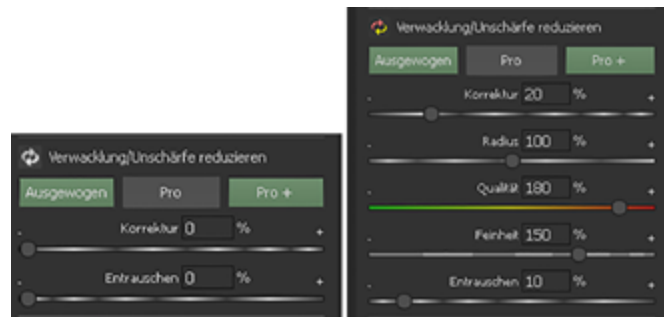 Verwacklung/Unschärfe reduzieren
Ausgewogen Pro Pro +
Korrektur 0 %
- +
Entrauschen 0 %
- +
Verwacklung/Unschärfe reduzieren
Ausgewogen Pro Pro +
Korrektur 20 %
- +
Radius 100 %
- +
Qualität 180 %
- +
Feinheit 150 %
- +
Entrauschen 10 %
- +